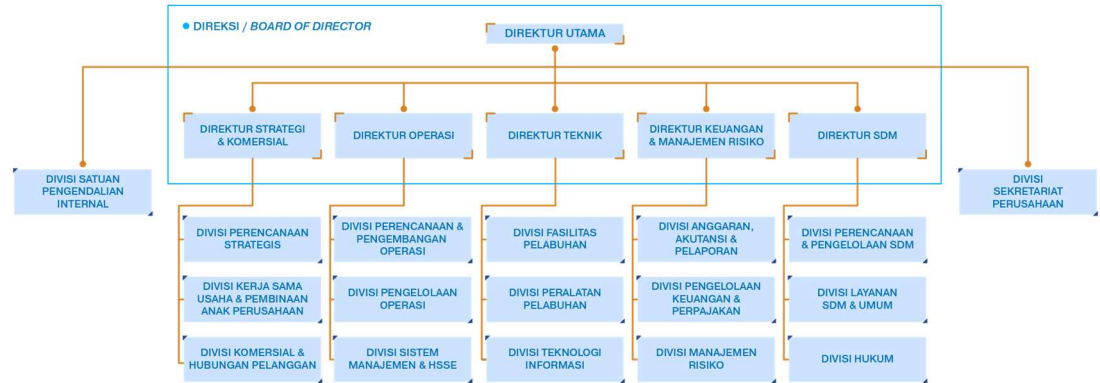 DIREKSI / BOARD OF DIRECTOR
DIREKTUR UTAMA
DIREKTUR STRATEGI
& KOMERSIAL
DIREKTUR OPERASI
DIREKTUR TEKNIK
DIREKTUR KEUANGAN
& MANAJEMEN RISIKO
DIREKTUR SDM
DIVISI SATUAN
PENGENDALIAN
INTERNAL
DIVISI
SEKRETARIAT
PERUSAHAAN
DIVISI PERENCANAAN
STRATEGIS
DIVISI PERENCANAAN &
PENGEMBANGAN
OPERASI
DIVISI FASILITAS
PELABUHAN
DIVISI ANGGARAN,
AKUTANSI &
PELAPORAN
DIVISI PERENCANAAN
& PENGELOLAAN SDM
DIVISI KERJA SAMA
USAHA & PEMBINAAN
ANAK PERUSAHAAN
DIVISI PENGELOLAAN
OPERASI
DIVISI PERALATAN
PELABUHAN
DIVISI PENGELOLAAN
KEUANGAN &
PERPAJAKAN
DIVISI LAYANAN
SDM & UMUM
DIVISI KOMERSIAL &
HUBUNGAN PELANGGAN
DIVISI SISTEM
MANAJEMEN & HSSE
DIVISI TEKNOLOGI
INFORMASI
DIVISI MANAJEMEN
RISIKO
DIVISI HUKUM